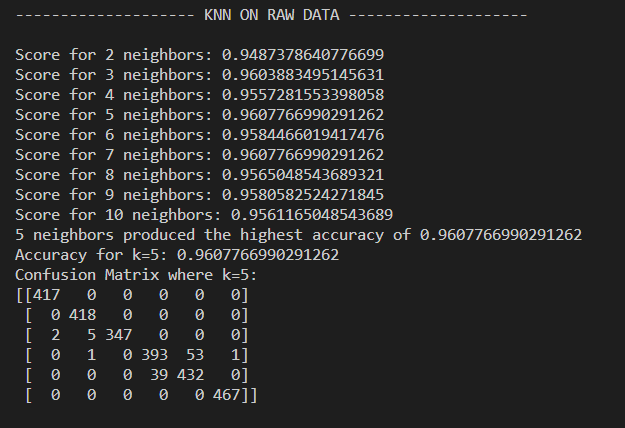 -------------------- KNN ON RAW DATA --------------------
Score for 2 neighbors: 0.9487378640776699
Score for 3 neighbors: 0.9603883495145631
Score for 4 neighbors: 0.9557281553398058
Score for 5 neighbors: 0.9607766990291262
Score for 6 neighbors: 0.9584466019417476
Score for 7 neighbors: 0.9607766990291262
Score for 8 neighbors: 0.9565048543689321
Score for 9 neighbors: 0.9580582524271845
Score for 10 neighbors: 0.9561165048543689
5 neighbors produced the highest accuracy of 0.9607766990291262
Accuracy for k=5: 0.9607766990291262
Confusion Matrix where k=5:
[[417   0   0   0   0   0]
 [  0 418   0   0   0   0]
 [  2   5 347   0   0   0]
 [  0   1   0 393  53   1]
 [  0   0   0  39 432   0]
 [  0   0   0   0   0 467]]